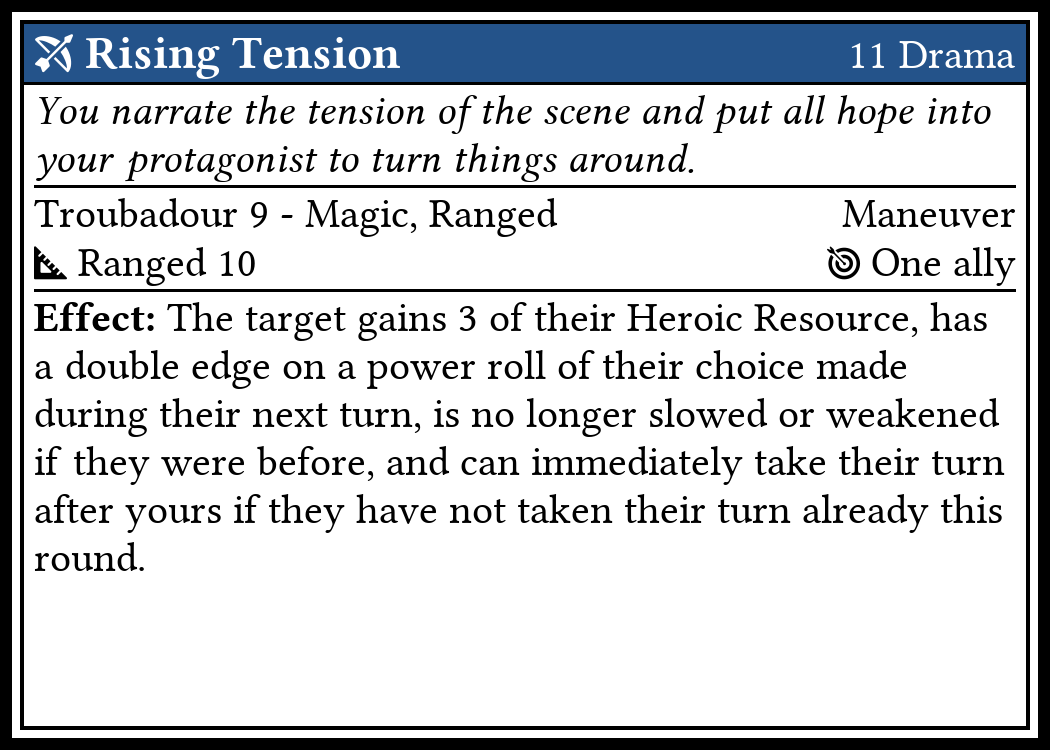 Rising Tension 11 Drama
You narrate the tension of the scene and put all hope into
your protagonist to turn things around.
Troubadour 9 - Magic, Ranged Maneuver
Ranged 10 One ally
Effect: The target gains 3 of their Heroic Resource, has
a double edge on a power roll of their choice made
during their next turn, is no longer slowed or weakened
if they were before, and can immediately take their turn
after yours if they have not taken their turn already this
round.